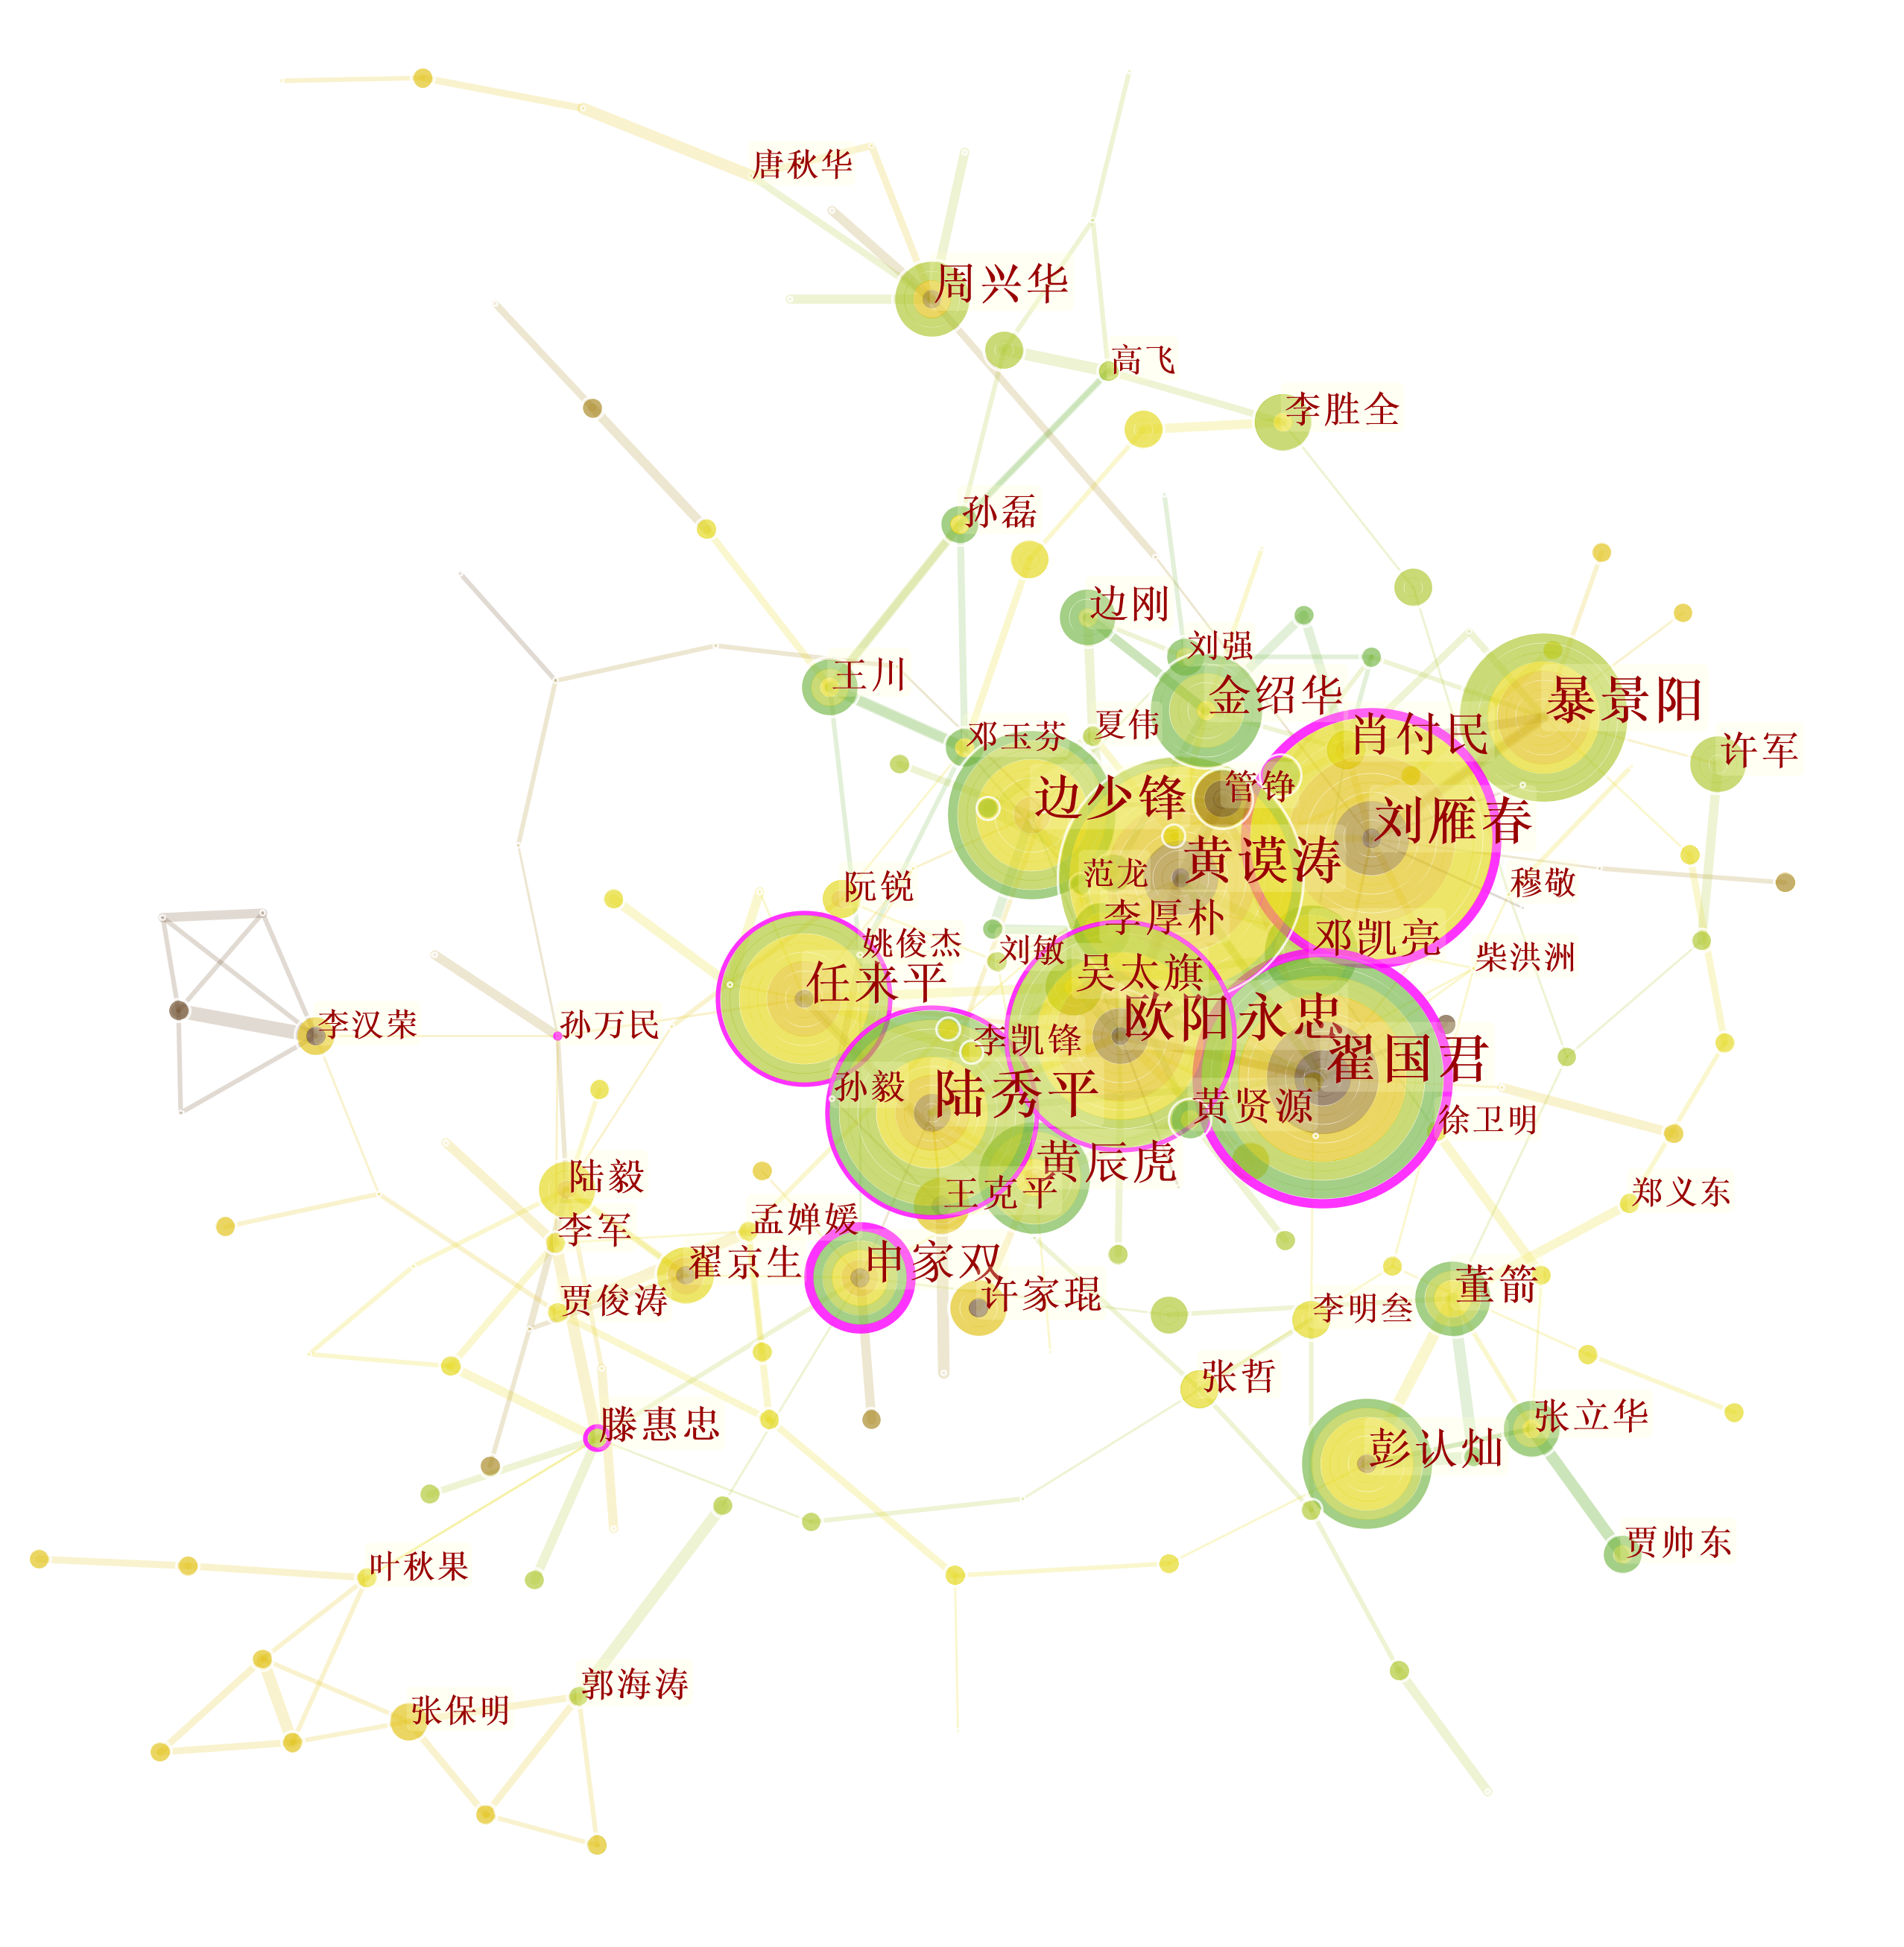 唐秋华
周兴华
高飞
李胜全
孙磊
边刚
刘强
王川
金绍华
暴景阳
邓玉芬
夏伟
肖付民
许军
边少锋
管铮
刘雁春
黄谟涛
范龙
阮锐
穆敬
李厚朴
邓凯亮
姚俊杰
刘敏
柴洪洲
任来平
吴太旗
欧阳永忠
李汉荣
孙万民
李凯锋
翟国君
孙毅
陆秀平
黄贤源
徐卫明
黄辰虎
陆毅
王克平
郑义东
李军
孟婵媛
翟京生
申家双
贾俊涛
许家琨
董箭
李明叁
张哲
滕惠忠
张立华
彭认灿
贾帅东
叶秋果
郭海涛
张保明